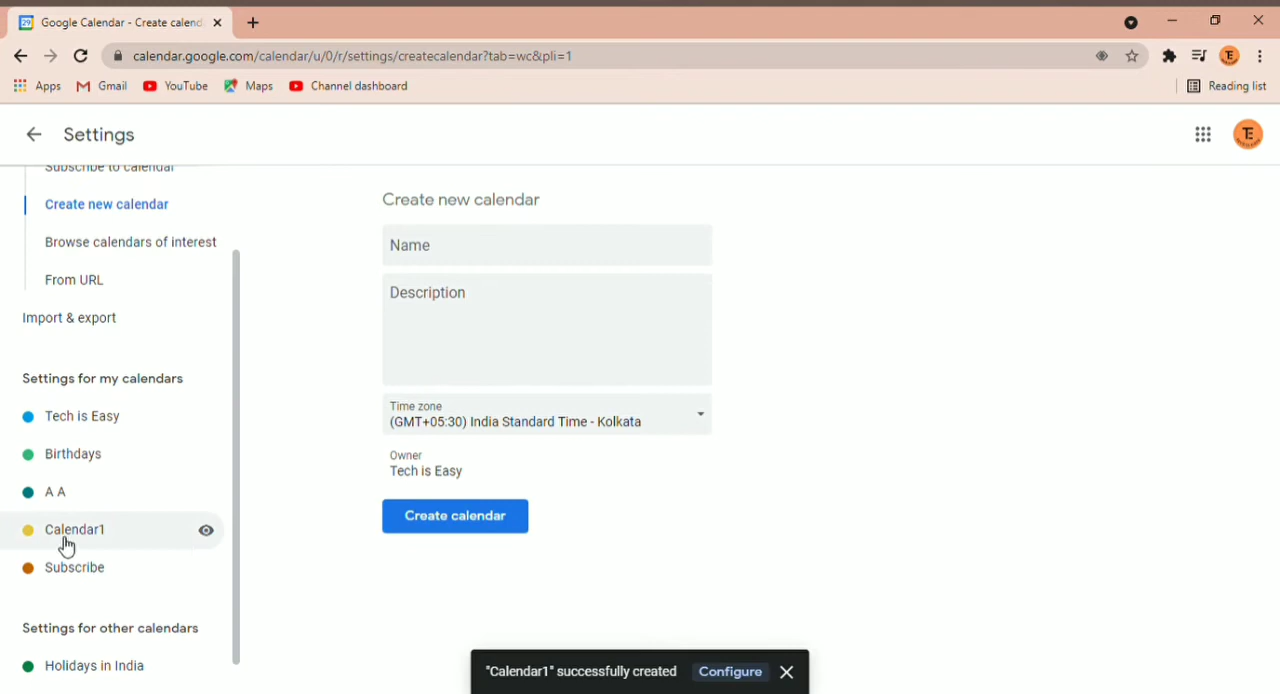 29
Google Calendar - Create calend
calendar.google.com/calendar/u/0/r/settings/createcalendar?tab=wc&pli=1
TE
Apps
Gmail
YouTube
Maps
Channel dashboard
Reading list
Settings
TE
Subscribe to calendar
Create new calendar
Browse calendars of interest
From URL
Import & export
Settings for my calendars
Tech is Easy
Birthdays
A A
Calendar1
Subscribe
Settings for other calendars
Holidays in India
Create new calendar
Name
Description
Time zone
(GMT+05:30) India Standard Time - Kolkata
Owner
Tech is Easy
Create calendar
"Calendar1" successfully created Configure